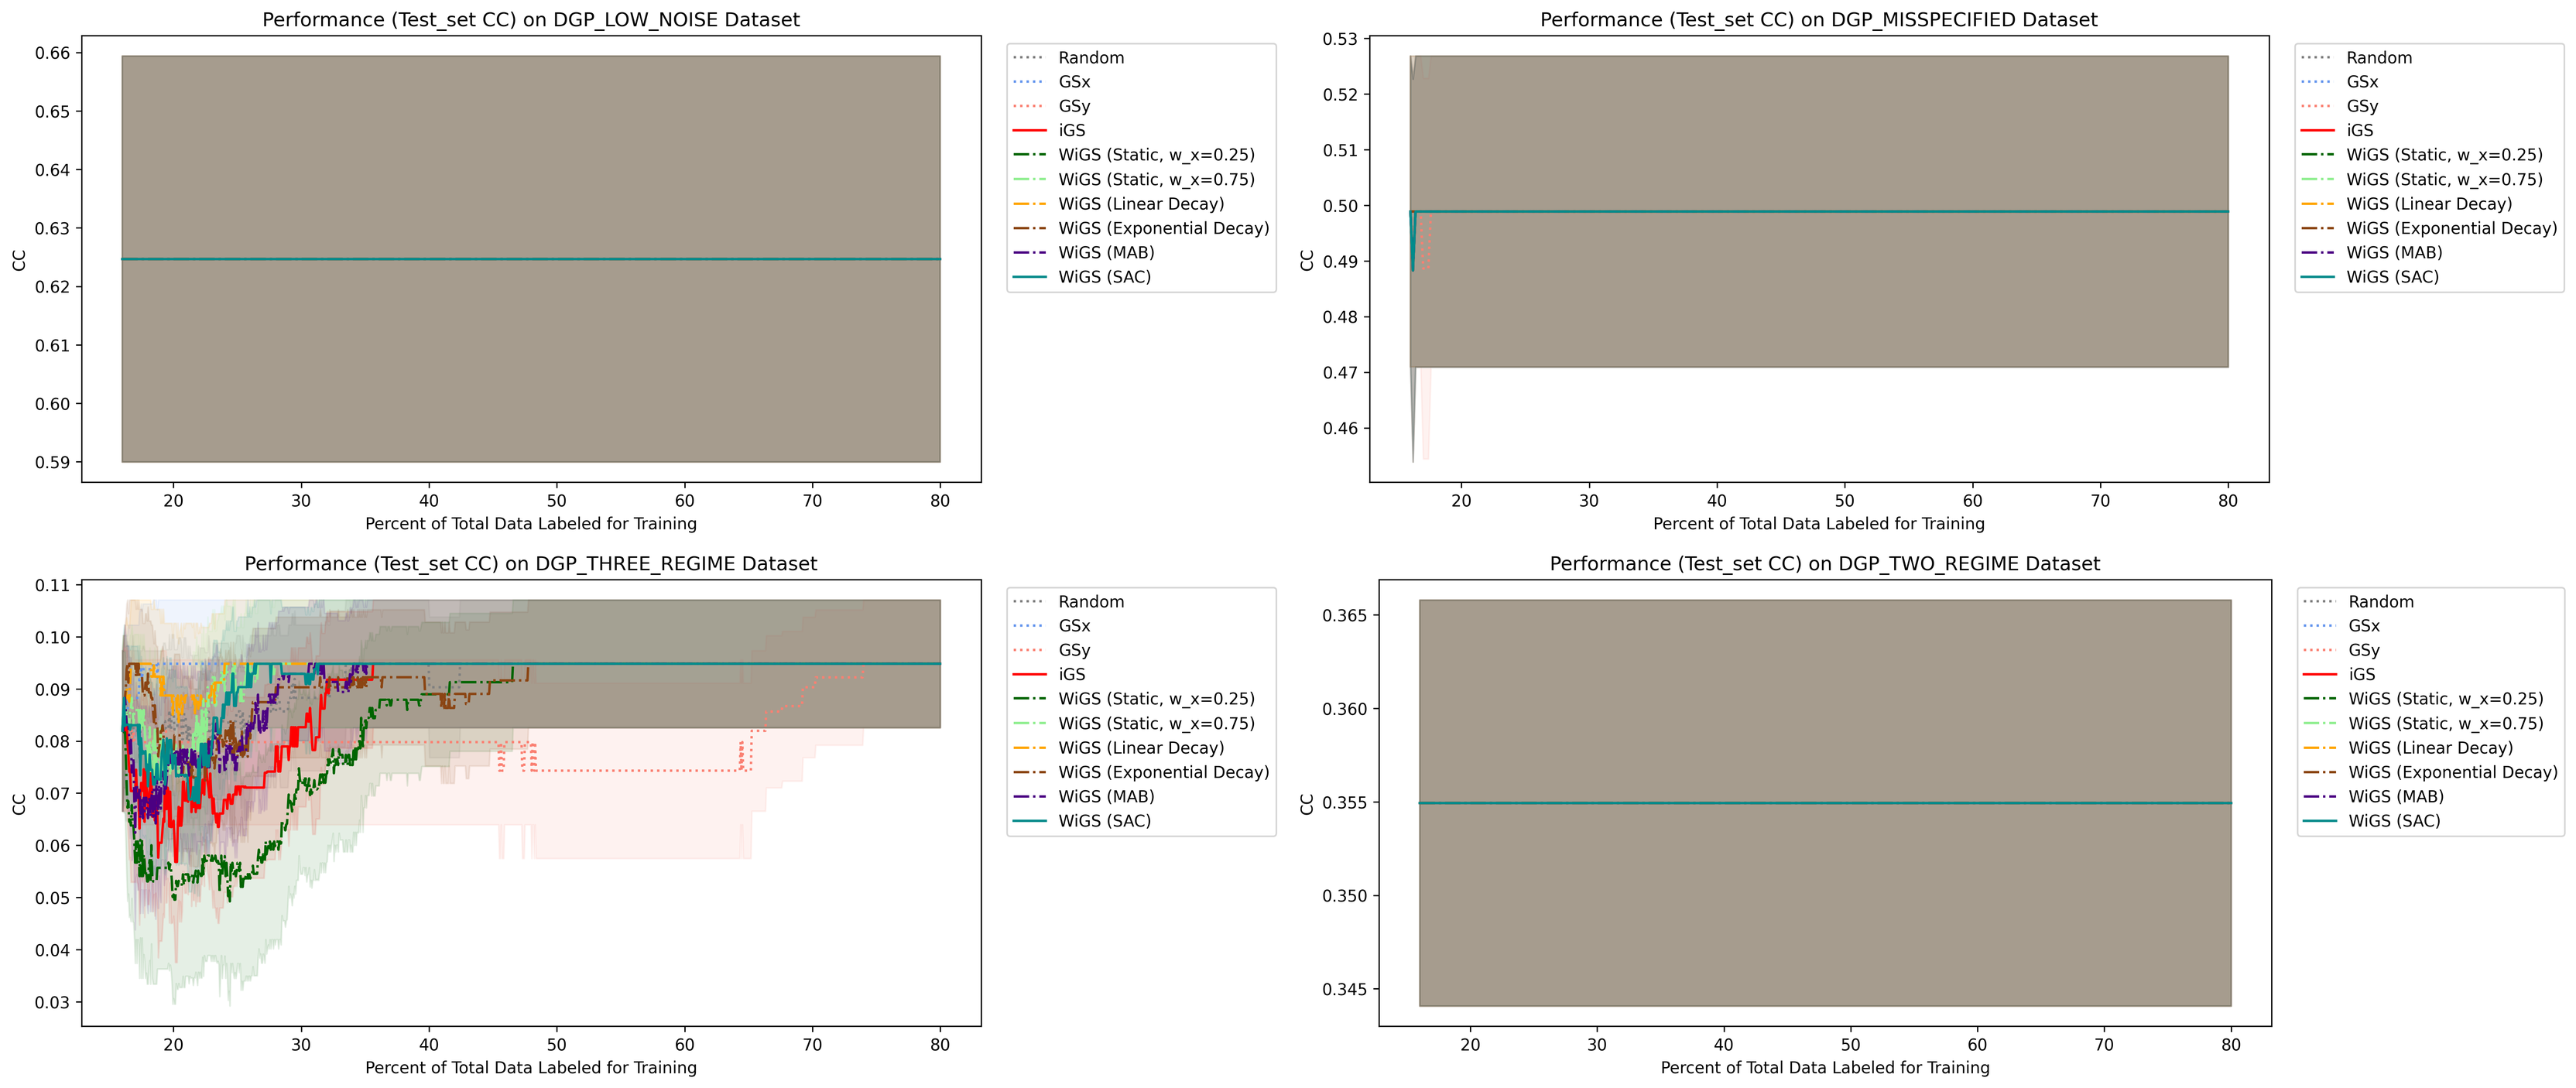 Performance (Test_set CC) on DGP_LOW_NOISE Dataset
0.66
0.65
0.64
0.63
0.62
0.61
0.60
0.59
CC
20 30 40 50 60 70 80
Percent of Total Data Labeled for Training
Random
GSx
GSy
iGS
WiGS (Static, w_x=0.25)
WiGS (Static, w_x=0.75)
WiGS (Linear Decay)
WiGS (Exponential Decay)
WiGS (MAB)
WiGS (SAC)
Performance (Test_set CC) on DGP_MISSPECIFIED Dataset
0.53
0.52
0.51
0.50
0.49
0.48
0.47
0.46
CC
20 30 40 50 60 70 80
Percent of Total Data Labeled for Training
Random
GSx
GSy
iGS
WiGS (Static, w_x=0.25)
WiGS (Static, w_x=0.75)
WiGS (Linear Decay)
WiGS (Exponential Decay)
WiGS (MAB)
WiGS (SAC)
Performance (Test_set CC) on DGP_THREE_REGIME Dataset
0.11
0.10
0.09
0.08
0.07
0.06
0.05
0.04
0.03
CC
20 30 40 50 60 70 80
Percent of Total Data Labeled for Training
Random
GSx
GSy
iGS
WiGS (Static, w_x=0.25)
WiGS (Static, w_x=0.75)
WiGS (Linear Decay)
WiGS (Exponential Decay)
WiGS (MAB)
WiGS (SAC)
Performance (Test_set CC) on DGP_TWO_REGIME Dataset
0.365
0.360
0.355
0.350
0.345
CC
20 30 40 50 60 70 80
Percent of Total Data Labeled for Training
Random
GSx
GSy
iGS
WiGS (Static, w_x=0.25)
WiGS (Static, w_x=0.75)
WiGS (Linear Decay)
WiGS (Exponential Decay)
WiGS (MAB)
WiGS (SAC)